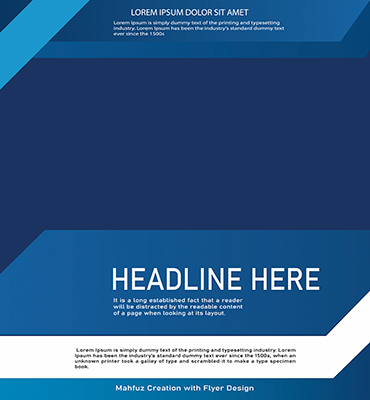 LOREM IPSUM DOLOR SIT AMET
Lorem Ipsum is simply dummy text of the printing and typesetting
industry. Lorem Ipsum has been the industry's standard dummy text
ever since the 1500s
HEADLINE HERE
It is a long established fact that a reader
will be distracted by the readable content
of a page when looking at its layout.
Lorem Ipsum is simply dummy text of the printing and typesetting industry. Lorem
Ipsum has been the industry's standard dummy text ever since the 1500s, when an
unknown printer took a galley of type and scrambled it to make a type specimen
book.
Mahfuz Creation with Flyer Design